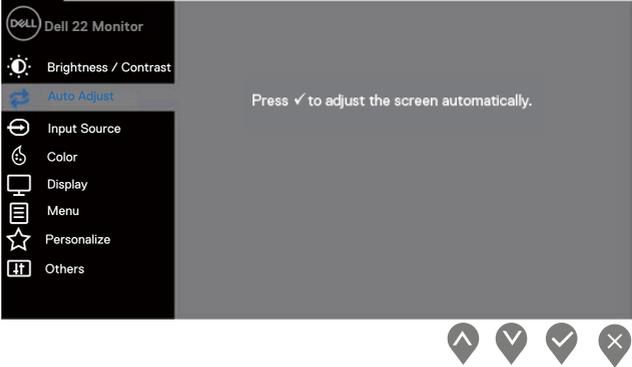 DELL
Dell 22 Monitor
Brightness / Contrast
Auto Adjust
Press ✓ to adjust the screen automatically.
Input Source
Color
Display
Menu
Personalize
Others